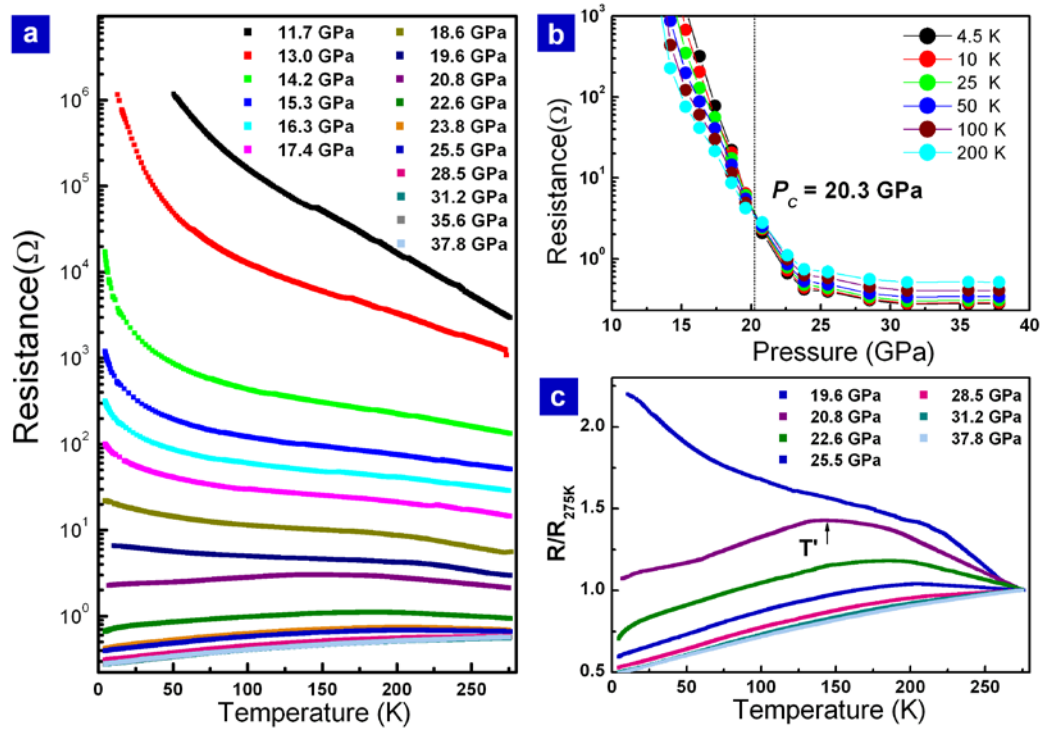 a
11.7 GPa
13.0 GPa
14.2 GPa
15.3 GPa
16.3 GPa
17.4 GPa
18.6 GPa
19.6 GPa
20.8 GPa
22.6 GPa
23.8 GPa
25.5 GPa
28.5 GPa
31.2 GPa
35.6 GPa
37.8 GPa
10^6
10^5
10^4
10^3
10^2
10^1
10^0
Resistance(Ω)
0 50 100 150 200 250
Temperature (K)
b
10^3
10^2
10^1
10^0
Resistance(Ω)
4.5 K
10 K
25 K
50 K
100 K
200 K
P_C = 20.3 GPa
10 15 20 25 30 35 40
Pressure (GPa)
c
19.6 GPa
20.8 GPa
22.6 GPa
25.5 GPa
28.5 GPa
31.2 GPa
37.8 GPa
2.0
1.5
1.0
0.5
R/R_275K
T'
0 50 100 150 200 250
Temperature (K)